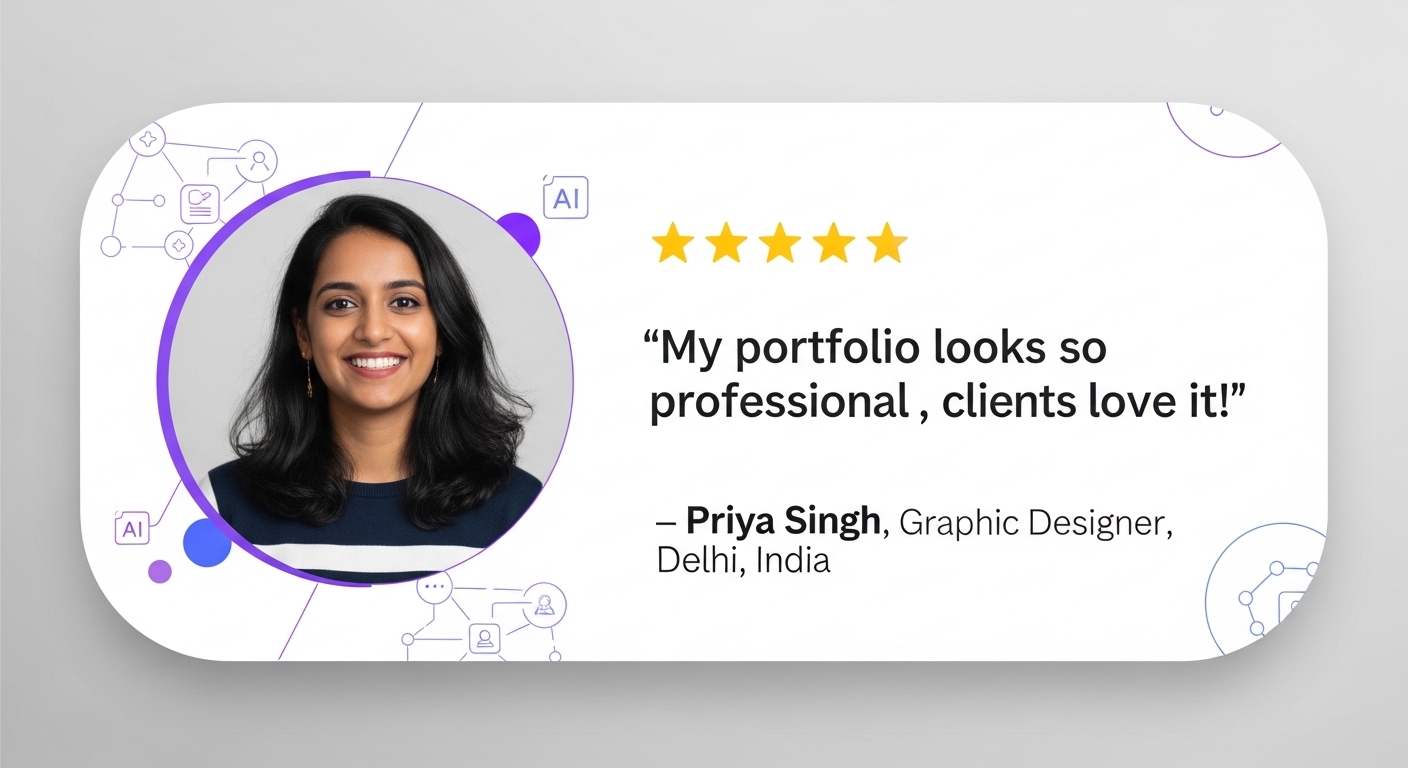 AI
“My portfolio looks so
professional , clients love it!”
– Priya Singh, Graphic Designer,
Delhi, India
AI